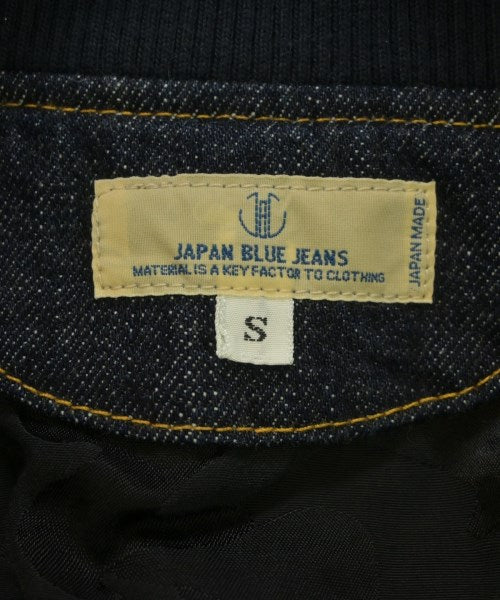 JAPAN BLUE JEANS
MATERIAL IS A KEY FACTOR TO CLOTHING
JAPAN MADE
S